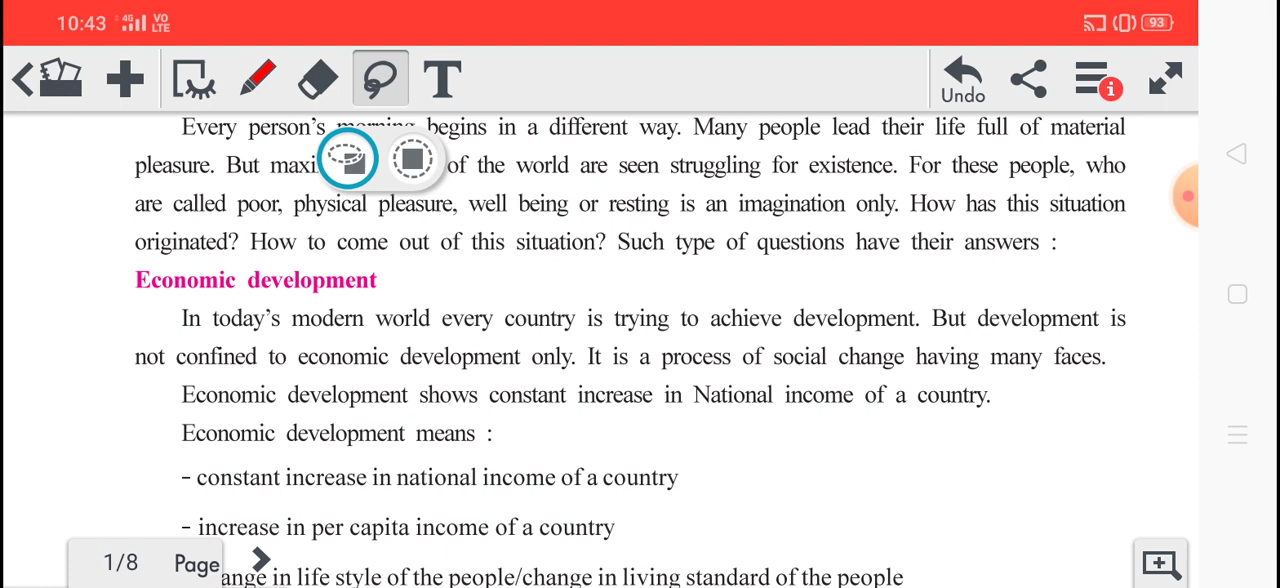 10:43 4G VO LTE 93
T
Undo
i
Every person's morning begins in a different way. Many people lead their life full of material
pleasure. But maxi of the world are seen struggling for existence. For these people, who
are called poor, physical pleasure, well being or resting is an imagination only. How has this situation
originated? How to come out of this situation? Such type of questions have their answers :
Economic development
In today's modern world every country is trying to achieve development. But development is
not confined to economic development only. It is a process of social change having many faces.
Economic development shows constant increase in National income of a country.
Economic development means :
- constant increase in national income of a country
- increase in per capita income of a country
ange in life style of the people/change in living standard of the people
1/8 Page